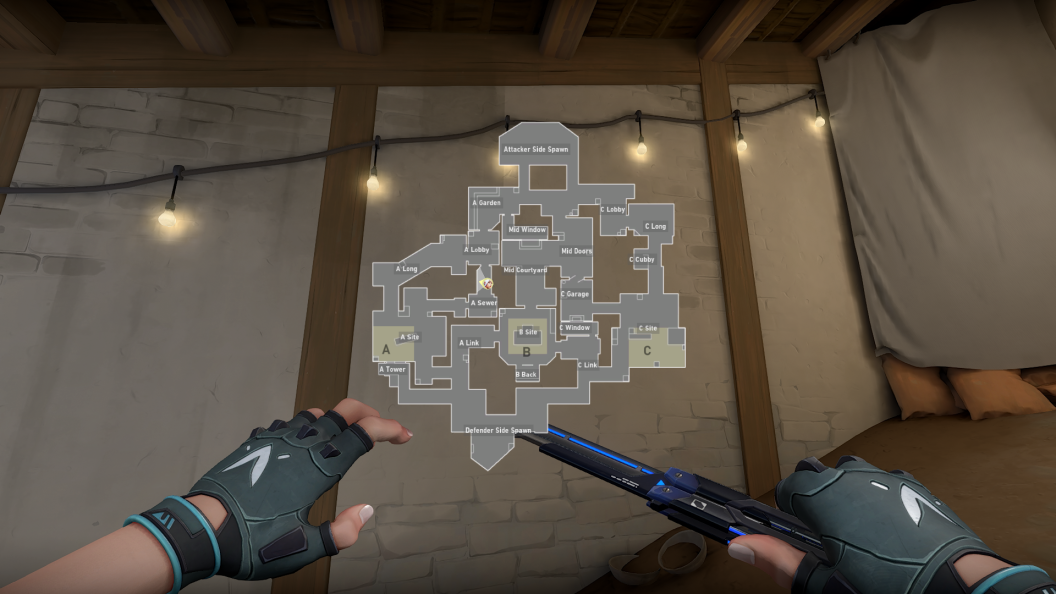 Attacker Side Spawn
A Garden
C Lobby
C Long
Mid Window
A Lobby
Mid Doors
C Cubby
A Long
Mid Courtyard
C Garage
A Sewer
C Window
C Site
B Site
A Site
A Link
A
B
C
C Link
A Tower
B Back
Defender Side Spawn